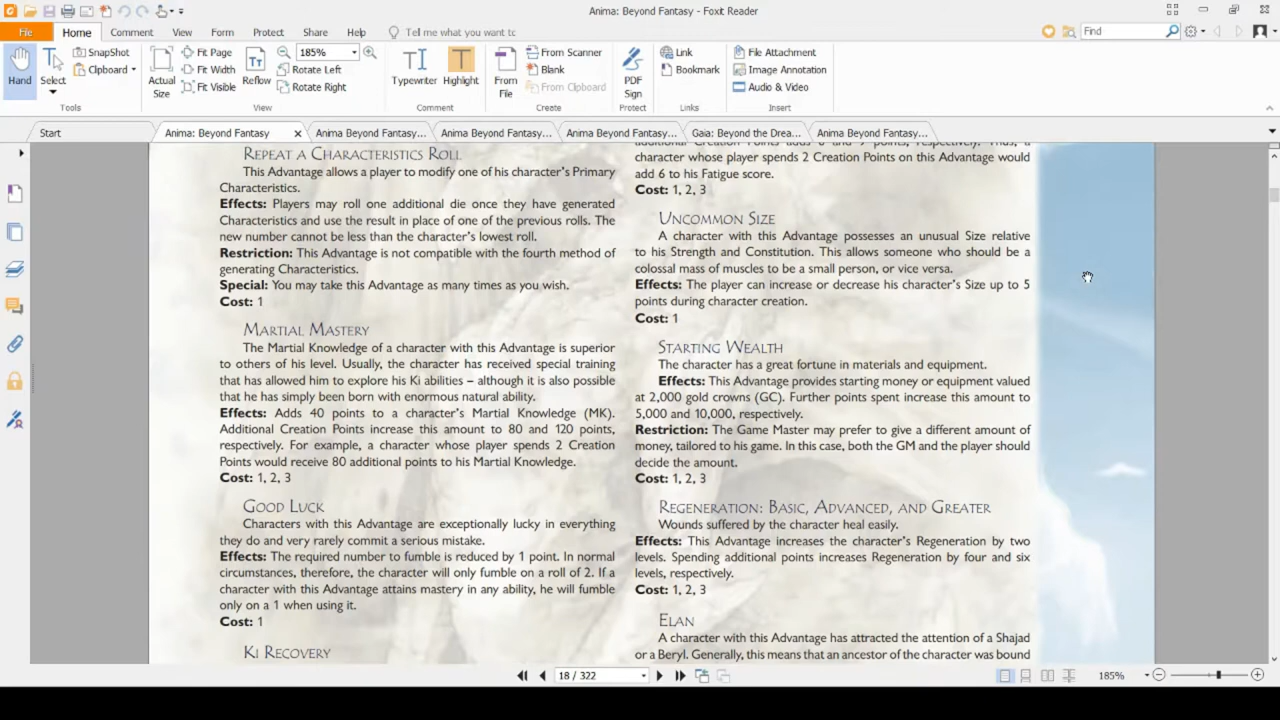 Anima: Beyond Fantasy - Foxit Reader
File
Home
Comment
View
Form
Protect
Share
Help
Tell me what you want tc
Find
Hand
Select
SnapShot
Clipboard
Tools
Actual Size
Fit Page
Fit Width
Fit Visible
Reflow
185%
Rotate Left
Rotate Right
View
Typewriter
Highlight
Comment
From File
From Scanner
Blank
From Clipboard
Create
PDF Sign
Protect
Link
Bookmark
Links
File Attachment
Image Annotation
Audio & Video
Insert
Start
Anima: Beyond Fantasy
Anima Beyond Fantasy...
Anima Beyond Fantasy...
Anima Beyond Fantasy...
Gaia: Beyond the Drea...
Anima Beyond Fantasy...
REPEAT A CHARACTERISTICS ROLL
This Advantage allows a player to modify one of his character's Primary
Characteristics.
Effects: Players may roll one additional die once they have generated
Characteristics and use the result in place of one of the previous rolls. The
new number cannot be less than the character's lowest roll.
Restriction: This Advantage is not compatible with the fourth method of
generating Characteristics.
Special: You may take this Advantage as many times as you wish.
Cost: 1
MARTIAL MASTERY
The Martial Knowledge of a character with this Advantage is superior
to others of his level. Usually, the character has received special training
that has allowed him to explore his Ki abilities – although it is also possible
that he has simply been born with enormous natural ability.
Effects: Adds 40 points to a character's Martial Knowledge (MK).
Additional Creation Points increase this amount to 80 and 120 points,
respectively. For example, a character whose player spends 2 Creation
Points would receive 80 additional points to his Martial Knowledge.
Cost: 1, 2, 3
GOOD LUCK
Characters with this Advantage are exceptionally lucky in everything
they do and very rarely commit a serious mistake.
Effects: The required number to fumble is reduced by 1 point. In normal
circumstances, therefore, the character will only fumble on a roll of 2. If a
character with this Advantage attains mastery in any ability, he will fumble
only on a 1 when using it.
Cost: 1
KI RECOVERY
character whose player spends 2 Creation Points on this Advantage would
add 6 to his Fatigue score.
Cost: 1, 2, 3
UNCOMMON SIZE
A character with this Advantage possesses an unusual Size relative
to his Strength and Constitution. This allows someone who should be a
colossal mass of muscles to be a small person, or vice versa.
Effects: The player can increase or decrease his character's Size up to 5
points during character creation.
Cost: 1
STARTING WEALTH
The character has a great fortune in materials and equipment.
Effects: This Advantage provides starting money or equipment valued
at 2,000 gold crowns (GC). Further points spent increase this amount to
5,000 and 10,000, respectively.
Restriction: The Game Master may prefer to give a different amount of
money, tailored to his game. In this case, both the GM and the player should
decide the amount.
Cost: 1, 2, 3
REGENERATION: BASIC, ADVANCED, AND GREATER
Wounds suffered by the character heal easily.
Effects: This Advantage increases the character's Regeneration by two
levels. Spending additional points increases Regeneration by four and six
levels, respectively.
Cost: 1, 2, 3
ELAN
A character with this Advantage has attracted the attention of a Shajad
or a Beryl. Generally, this means that an ancestor of the character was bound
18 / 322
185%